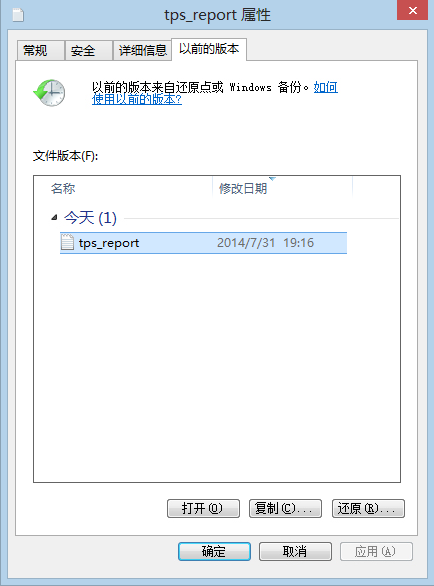 tps_report 属性
常规 安全 详细信息 以前的版本
以前的版本来自还原点或 Windows 备份。如何
使用以前的版本?
文件版本(F):
名称 修改日期
今天 (1)
tps_report 2014/7/31 19:16
打开(O) 复制(C)... 还原(R)...
确定 取消 应用(A)